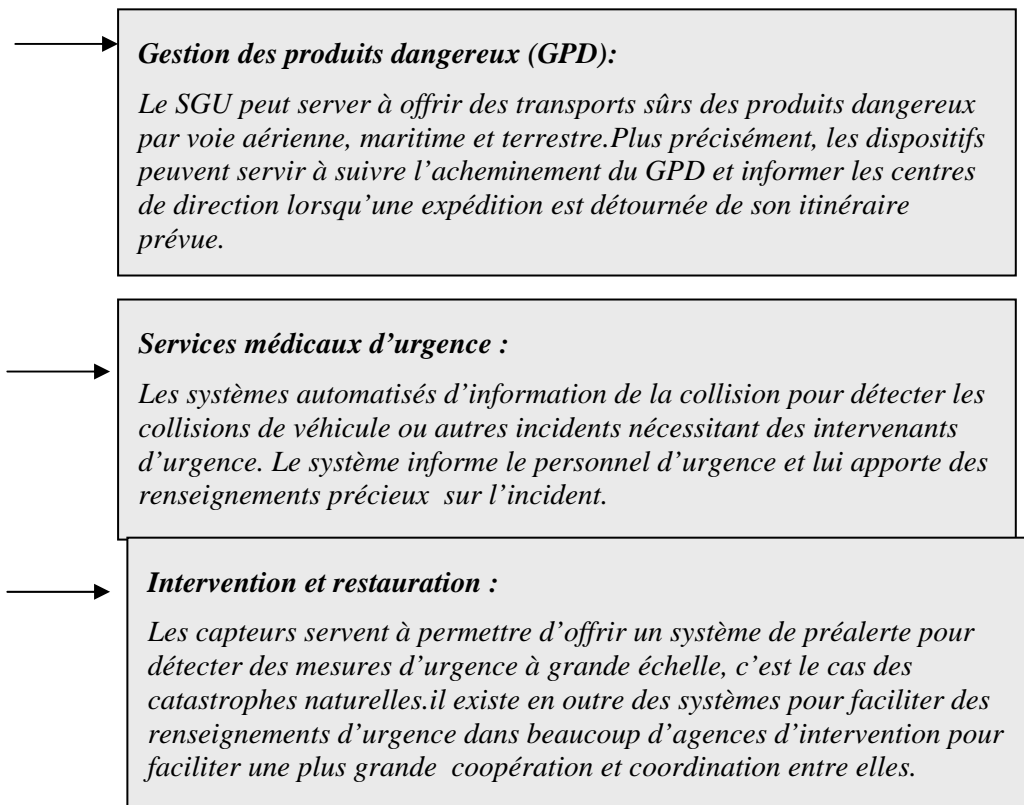 Gestion des produits dangereux (GPD):
Le SGU peut server à offrir des transports sûrs des produits dangereux
par voie aérienne, maritime et terrestre.Plus précisément, les dispositifs
peuvent servir à suivre l’acheminement du GPD et informer les centres
de direction lorsqu’une expédition est détournée de son itinéraire
prévue.
Services médicaux d’urgence :
Les systèmes automatisés d’information de la collision pour détecter les
collisions de véhicule ou autres incidents nécessitant des intervenants
d’urgence. Le système informe le personnel d’urgence et lui apporte des
renseignements précieux  sur l’incident.
Intervention et restauration :
Les capteurs servent à permettre d’offrir un système de préalerte pour
détecter des mesures d’urgence à grande échelle, c’est le cas des
catastrophes naturelles.il existe en outre des systèmes pour faciliter des
renseignements d’urgence dans beaucoup d’agences d’intervention pour
faciliter une plus grande  coopération et coordination entre elles.